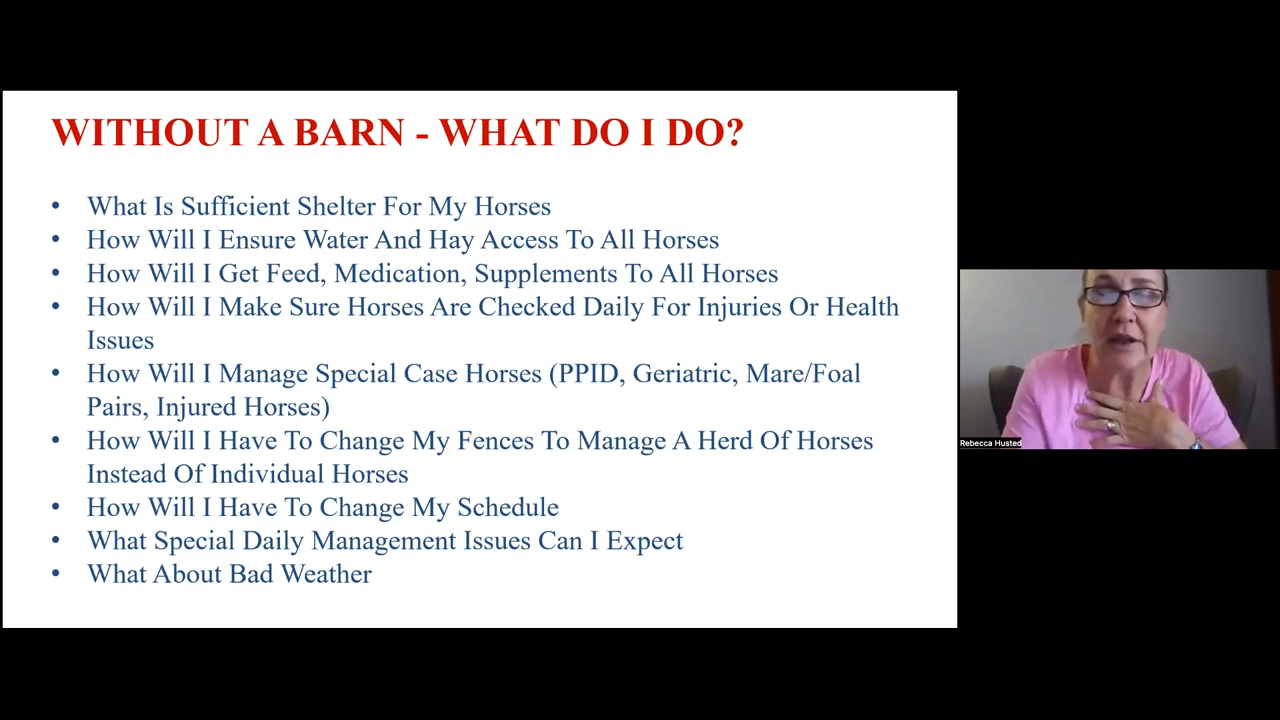 WITHOUT A BARN - WHAT DO I DO?
• What Is Sufficient Shelter For My Horses
• How Will I Ensure Water And Hay Access To All Horses
• How Will I Get Feed, Medication, Supplements To All Horses
• How Will I Make Sure Horses Are Checked Daily For Injuries Or Health
Issues
• How Will I Manage Special Case Horses (PPID, Geriatric, Mare/Foal
Pairs, Injured Horses)
• How Will I Have To Change My Fences To Manage A Herd Of Horses
Instead Of Individual Horses
• How Will I Have To Change My Schedule
• What Special Daily Management Issues Can I Expect
• What About Bad Weather
Rebecca Husted